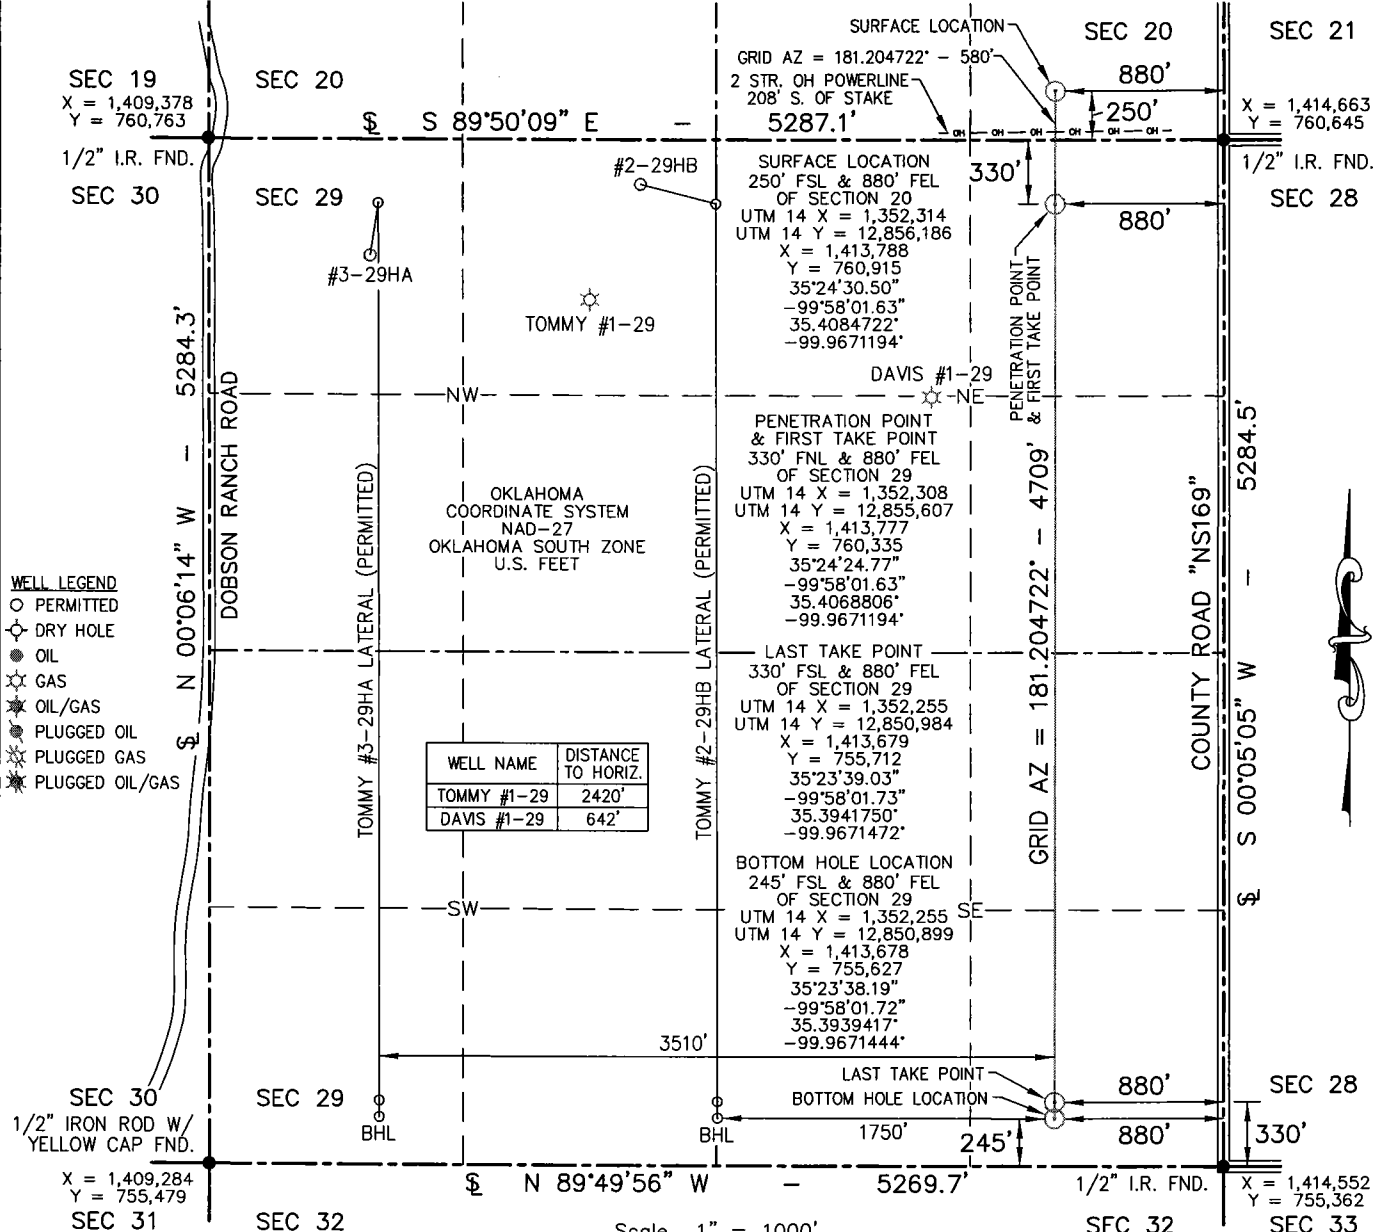 SURFACE LOCATION
SEC 20
SEC 21
GRID AZ = 181.204722° - 580'
SEC 19
SEC 20
2 STR. OH POWERLINE
208' S. OF STAKE
880'
X = 1,409,378
Y = 760,763
250'
X = 1,414,663
Y = 760,645
S 89°50'09" E - 5287.1'
OH OH OH OH OH OH
1/2" I.R. FND.
1/2" I.R. FND.
#2-29HB
330'
SEC 30
SEC 29
SEC 28
880'
SURFACE LOCATION
250' FSL & 880' FEL
OF SECTION 20
UTM 14 X = 1,352,314
UTM 14 Y = 12,856,186
X = 1,413,788
Y = 760,915
35°24'30.50"
-99°58'01.63"
35.4084722°
-99.9671194°
#3-29HA
TOMMY #1-29
PENETRATION POINT
& FIRST TAKE POINT
DAVIS #1-29
NW
NE
N 00°06'14" W - 5284.3'
DOBSON RANCH ROAD
PENETRATION POINT
& FIRST TAKE POINT
330' FNL & 880' FEL
OF SECTION 29
UTM 14 X = 1,352,308
UTM 14 Y = 12,855,607
X = 1,413,777
Y = 760,335
35°24'24.77"
-99°58'01.63"
35.4068806°
-99.9671194°
OKLAHOMA
COORDINATE SYSTEM
NAD-27
OKLAHOMA SOUTH ZONE
U.S. FEET
TOMMY #3-29HA LATERAL (PERMITTED)
TOMMY #2-29HB LATERAL (PERMITTED)
GRID AZ = 181.204722° - 4709'
COUNTY ROAD "NS169"
S 00°05'05" W - 5284.5'
WELL LEGEND
PERMITTED
DRY HOLE
OIL
GAS
OIL/GAS
PLUGGED OIL
PLUGGED GAS
PLUGGED OIL/GAS
LAST TAKE POINT
330' FSL & 880' FEL
OF SECTION 29
UTM 14 X = 1,352,255
UTM 14 Y = 12,850,984
X = 1,413,679
Y = 755,712
35°23'39.03"
-99°58'01.73"
35.3941750°
-99.9671472°
WELL NAME DISTANCE TO HORIZ.
TOMMY #1-29 2420'
DAVIS #1-29 642'
BOTTOM HOLE LOCATION
245' FSL & 880' FEL
OF SECTION 29
UTM 14 X = 1,352,255
UTM 14 Y = 12,850,899
X = 1,413,678
Y = 755,627
35°23'38.19"
-99°58'01.72"
35.3939417°
-99.9671444°
SW
SE
3510'
LAST TAKE POINT
BOTTOM HOLE LOCATION
880'
SEC 30
SEC 29
SEC 28
1/2" IRON ROD W/
YELLOW CAP FND.
BHL
BHL
1750'
245'
880'
330'
X = 1,409,284
Y = 755,479
N 89°49'56" W - 5269.7'
1/2" I.R. FND.
X = 1,414,552
Y = 755,362
SEC 31
SEC 32
Scale 1" = 1000'
SEC 32
SEC 33